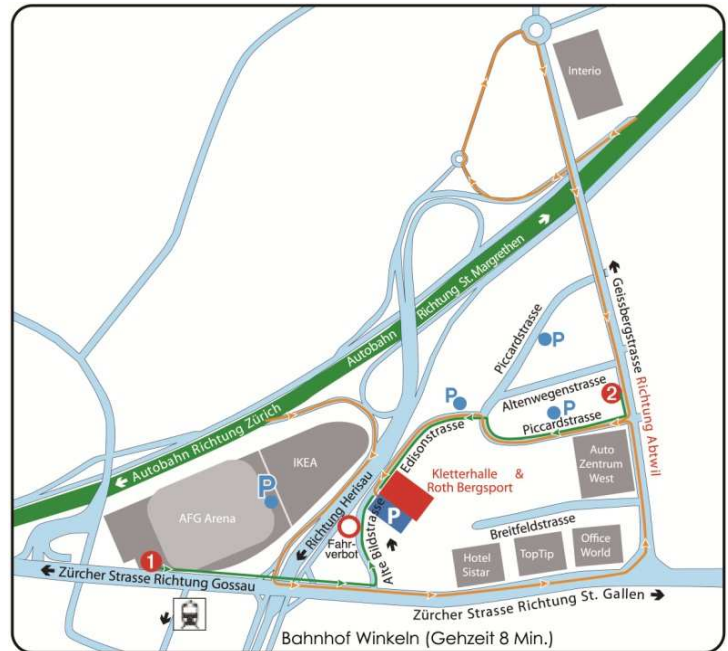 Interio
Autobahn Richtung St. Margrethen
Geissbergstrasse Richtung Abtwil
Piccardstrasse
P
Altenwegenstrasse
2
P
P
Piccardstrasse
Autobahn Richtung Zürich
IKEA
Edisonstrasse
Auto
Zentrum
West
Kletterhalle &
Roth Bergsport
P
AFG Arena
Richtung Herisau
P
Fahr-
verbot
Alte Bildstrasse
Breitfeldstrasse
Hotel
Sistar
TopTip
Office
World
1
Zürcher Strasse Richtung Gossau
Zürcher Strasse Richtung St. Gallen
Bahnhof Winkeln (Gehzeit 8 Min.)